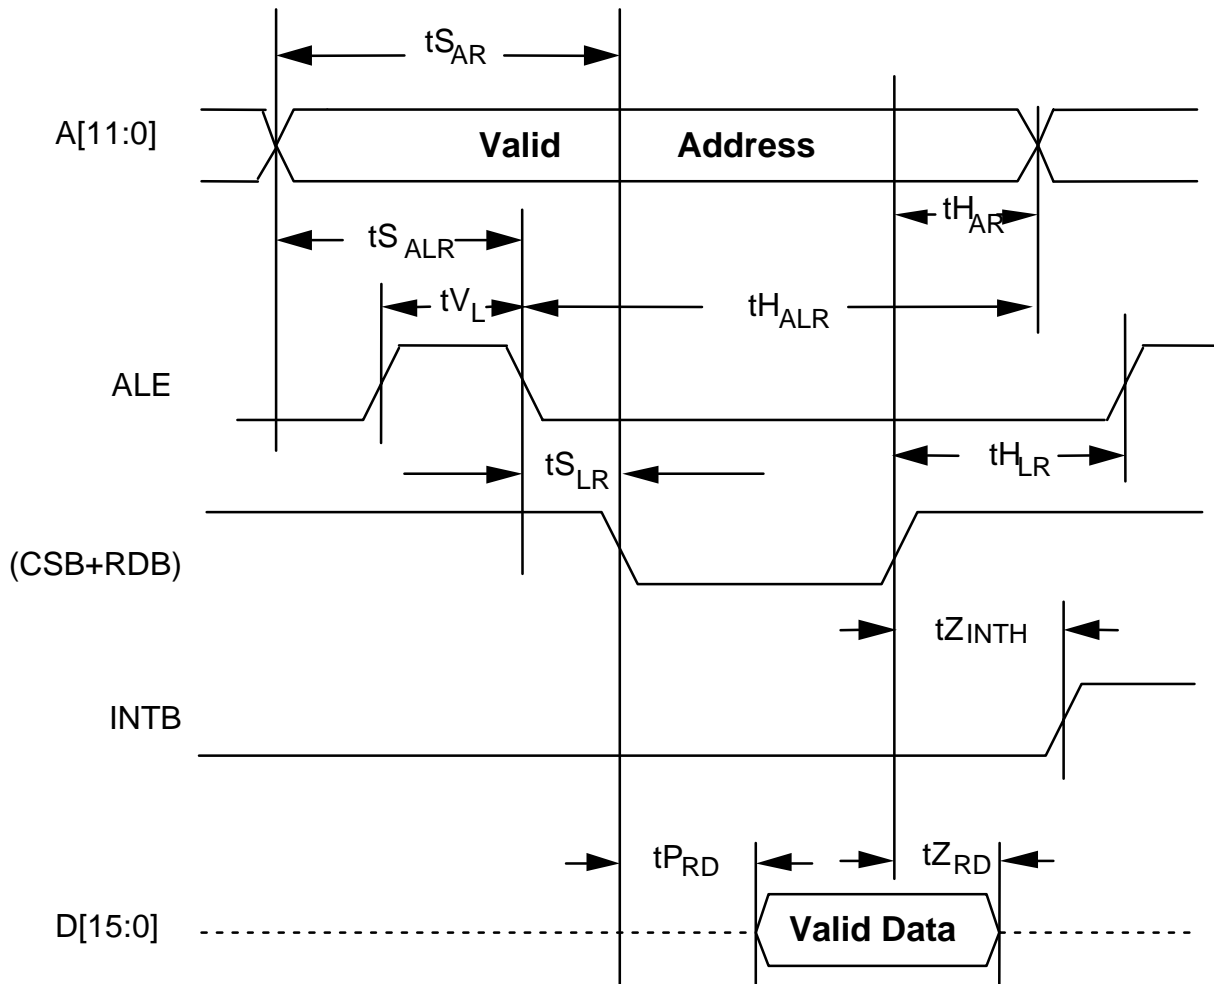 tSAR
A[11:0]
Valid Address
tHAR
tSALR
tVL
tHALR
ALE
tSLR
tHLR
(CSB+RDB)
tZINTH
INTB
tPRD
tZRD
D[15:0]
Valid Data